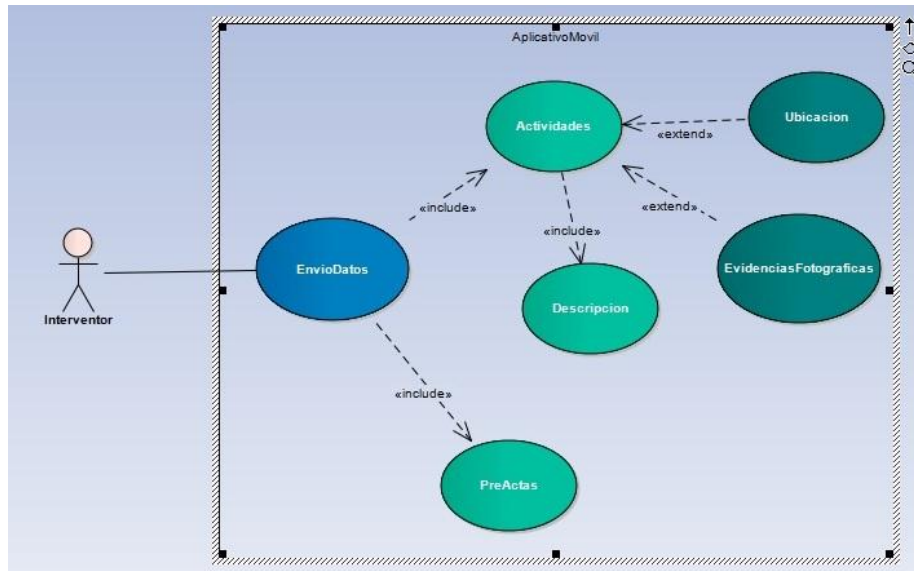 AplicativoMovil
Actividades
Ubicacion
«extend»
«include»
«extend»
«include»
EnvioDatos
EvidenciasFotograficas
Descripcion
Interventor
«include»
PreActas